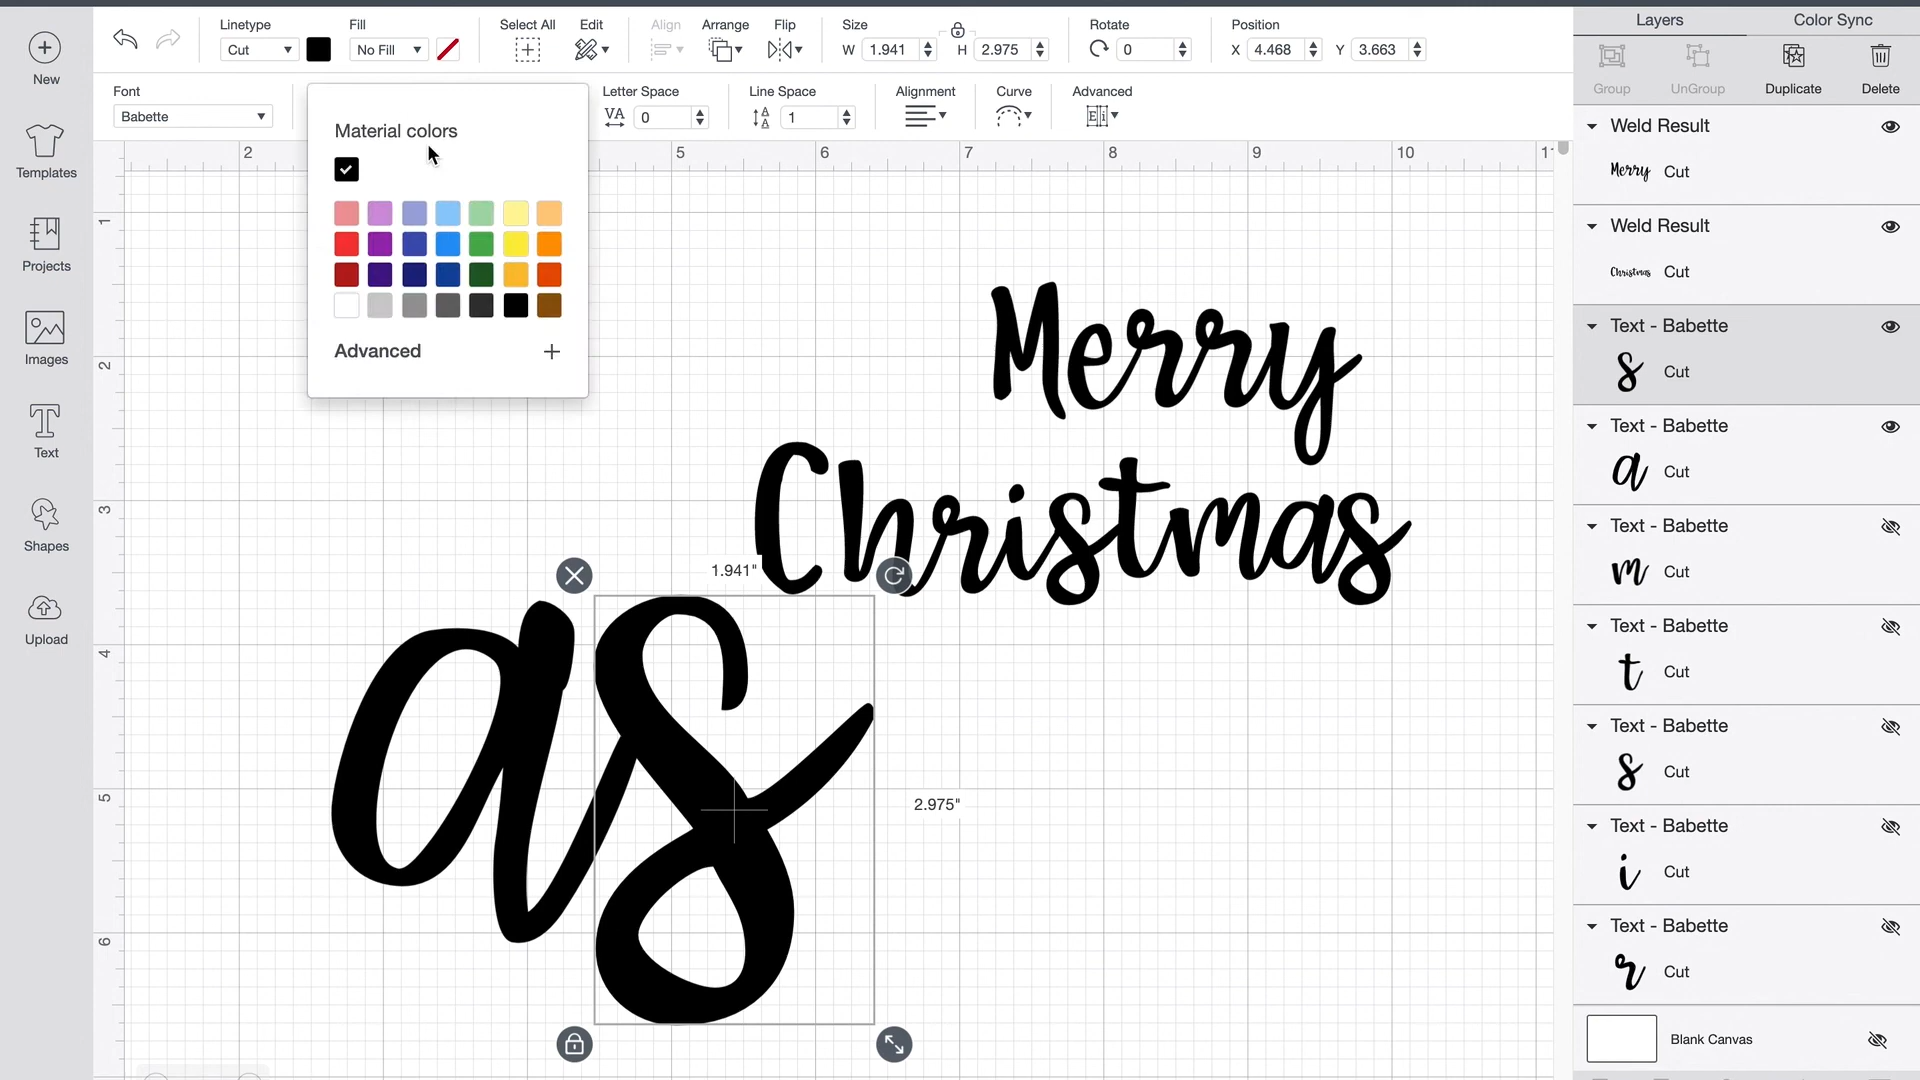 New
Templates
Projects
Images
Text
Shapes
Upload
Linetype
Cut
Fill
No Fill
Select All
Edit
Align
Arrange
Flip
Size
W 1.941
H 2.975
Rotate
0
Position
X 4.468
Y 3.663
Font
Babette
Letter Space
VA 0
Line Space
1
Alignment
Curve
Advanced
Material colors
Advanced
2 5 6 7 8 9 10 11
1
2
3
4
5
6
Merry
Christmas
1.941"
as
2.975"
Layers
Color Sync
Group
UnGroup
Duplicate
Delete
Weld Result
Merry Cut
Weld Result
Christmas Cut
Text - Babette
s Cut
Text - Babette
a Cut
Text - Babette
m Cut
Text - Babette
t Cut
Text - Babette
s Cut
Text - Babette
i Cut
Text - Babette
r Cut
Blank Canvas